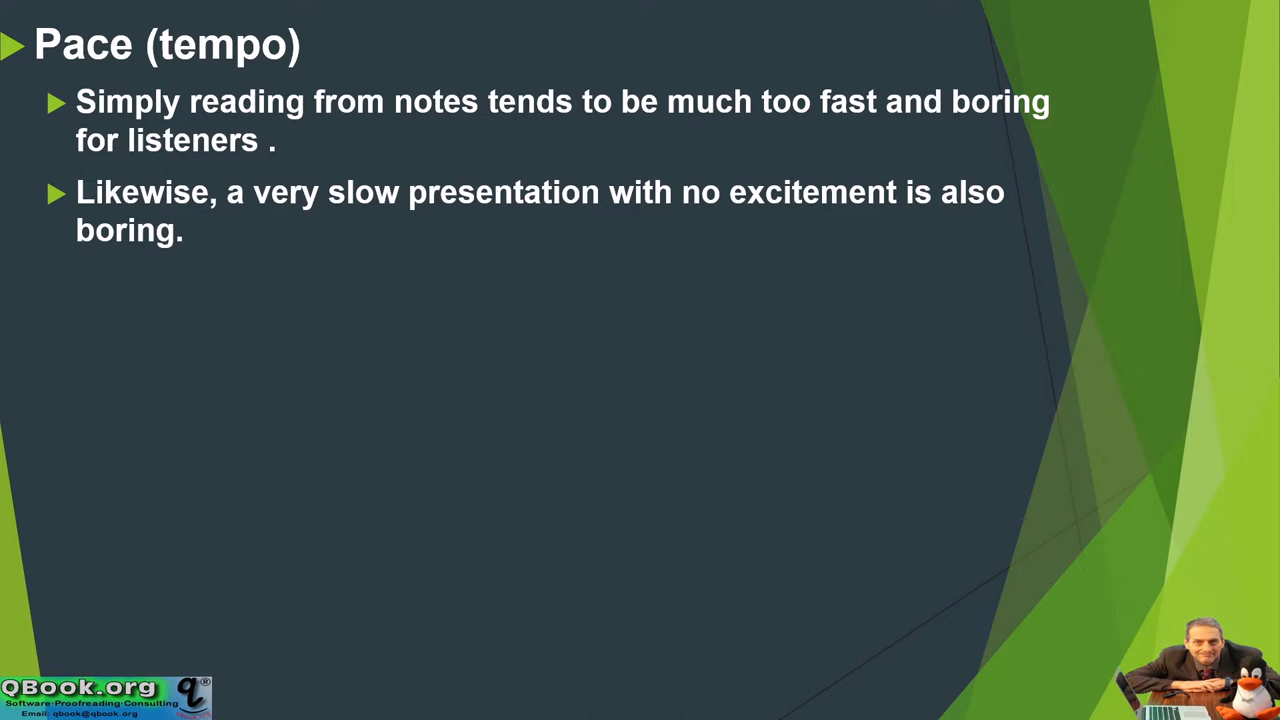 Pace (tempo)
Simply reading from notes tends to be much too fast and boring
for listeners .
Likewise, a very slow presentation with no excitement is also
boring.
QBook.org q®
Software·Proofreading·Consulting
Email: qbook@qbook.org